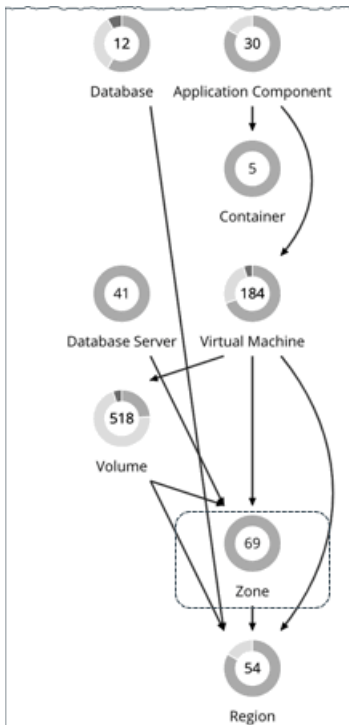 12 30
Database Application Component
5
Container
41 184
Database Server Virtual Machine
518
Volume
69
Zone
54
Region